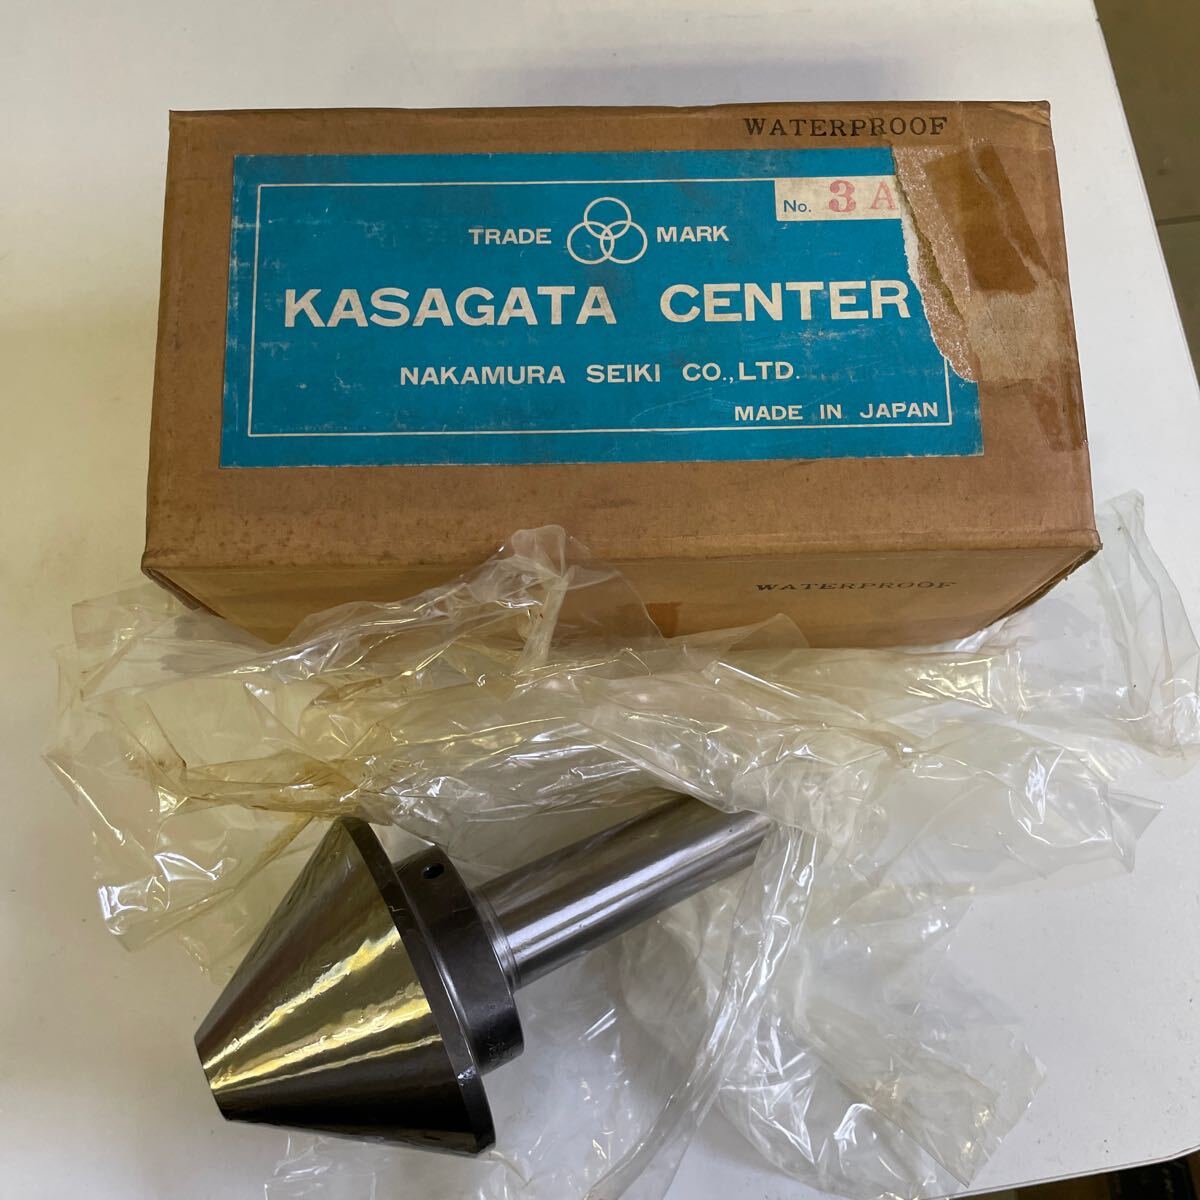 WATERPROOF
No. 3A
TRADE MARK
KASAGATA CENTER
NAKAMURA SEIKI CO.,LTD.
MADE IN JAPAN
WATERPROOF